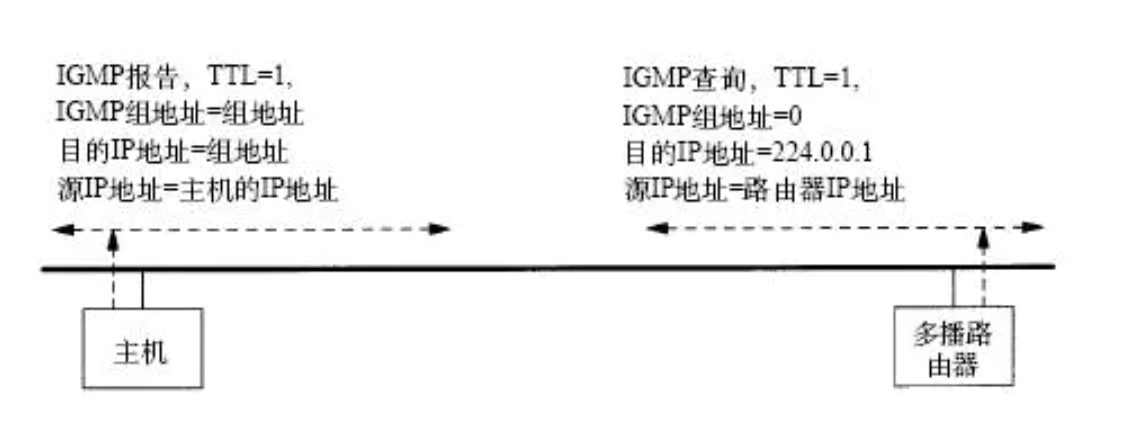 IGMP报告，TTL=1,
IGMP组地址=组地址
目的IP地址=组地址
源IP地址=主机的IP地址
IGMP查询，TTL=1,
IGMP组地址=0
目的IP地址=224.0.0.1
源IP地址=路由器IP地址
主机
多播路
由器